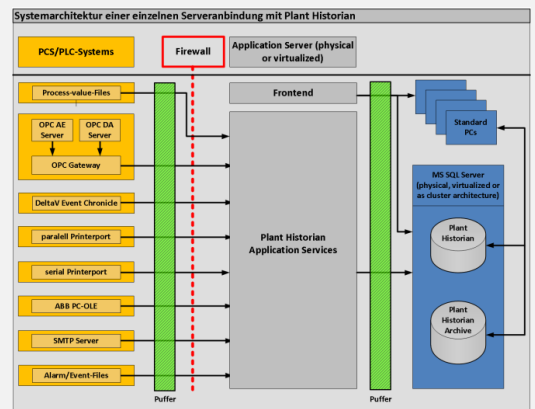 Systemarchitektur einer einzelnen Serveranbindung mit Plant Historian
PCS/PLC-Systems
Firewall
Application Server (physical
or virtualized)
Process-value-Files
Frontend
OPC AE
Server
OPC DA
Server
OPC Gateway
Standard
PCs
MS SQL Server
(physical, virtualized or
as cluster architecture)
DeltaV Event Chronicle
paralell Printerport
Plant Historian
Application Services
Plant
Historian
serial Printerport
ABB PC-OLE
Plant
Historian
Archive
SMTP Server
Alarm/Event-Files
Puffer
Puffer